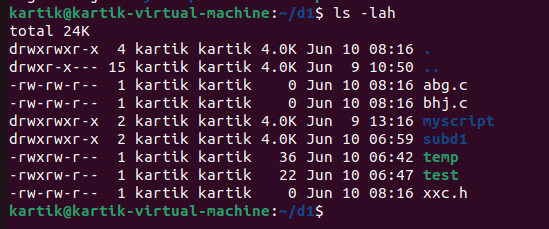 kartik@kartik-virtual-machine:~/d1$ ls -lah
total 24K
drwxrwxr-x  4 kartik kartik 4.0K Jun 10 08:16 .
drwxr-x--- 15 kartik kartik 4.0K Jun  9 10:50 ..
-rw-rw-r--  1 kartik kartik    0 Jun 10 08:16 abg.c
-rw-rw-r--  1 kartik kartik    0 Jun 10 08:16 bhj.c
drwxrwxr-x  2 kartik kartik 4.0K Jun  9 13:16 myscript
drwxrwxr-x  2 kartik kartik 4.0K Jun 10 06:59 subd1
-rwxrw-r--  1 kartik kartik   36 Jun 10 06:42 temp
-rwxrw-r--  1 kartik kartik   22 Jun 10 06:47 test
-rw-rw-r--  1 kartik kartik    0 Jun 10 08:16 xxc.h
kartik@kartik-virtual-machine:~/d1$